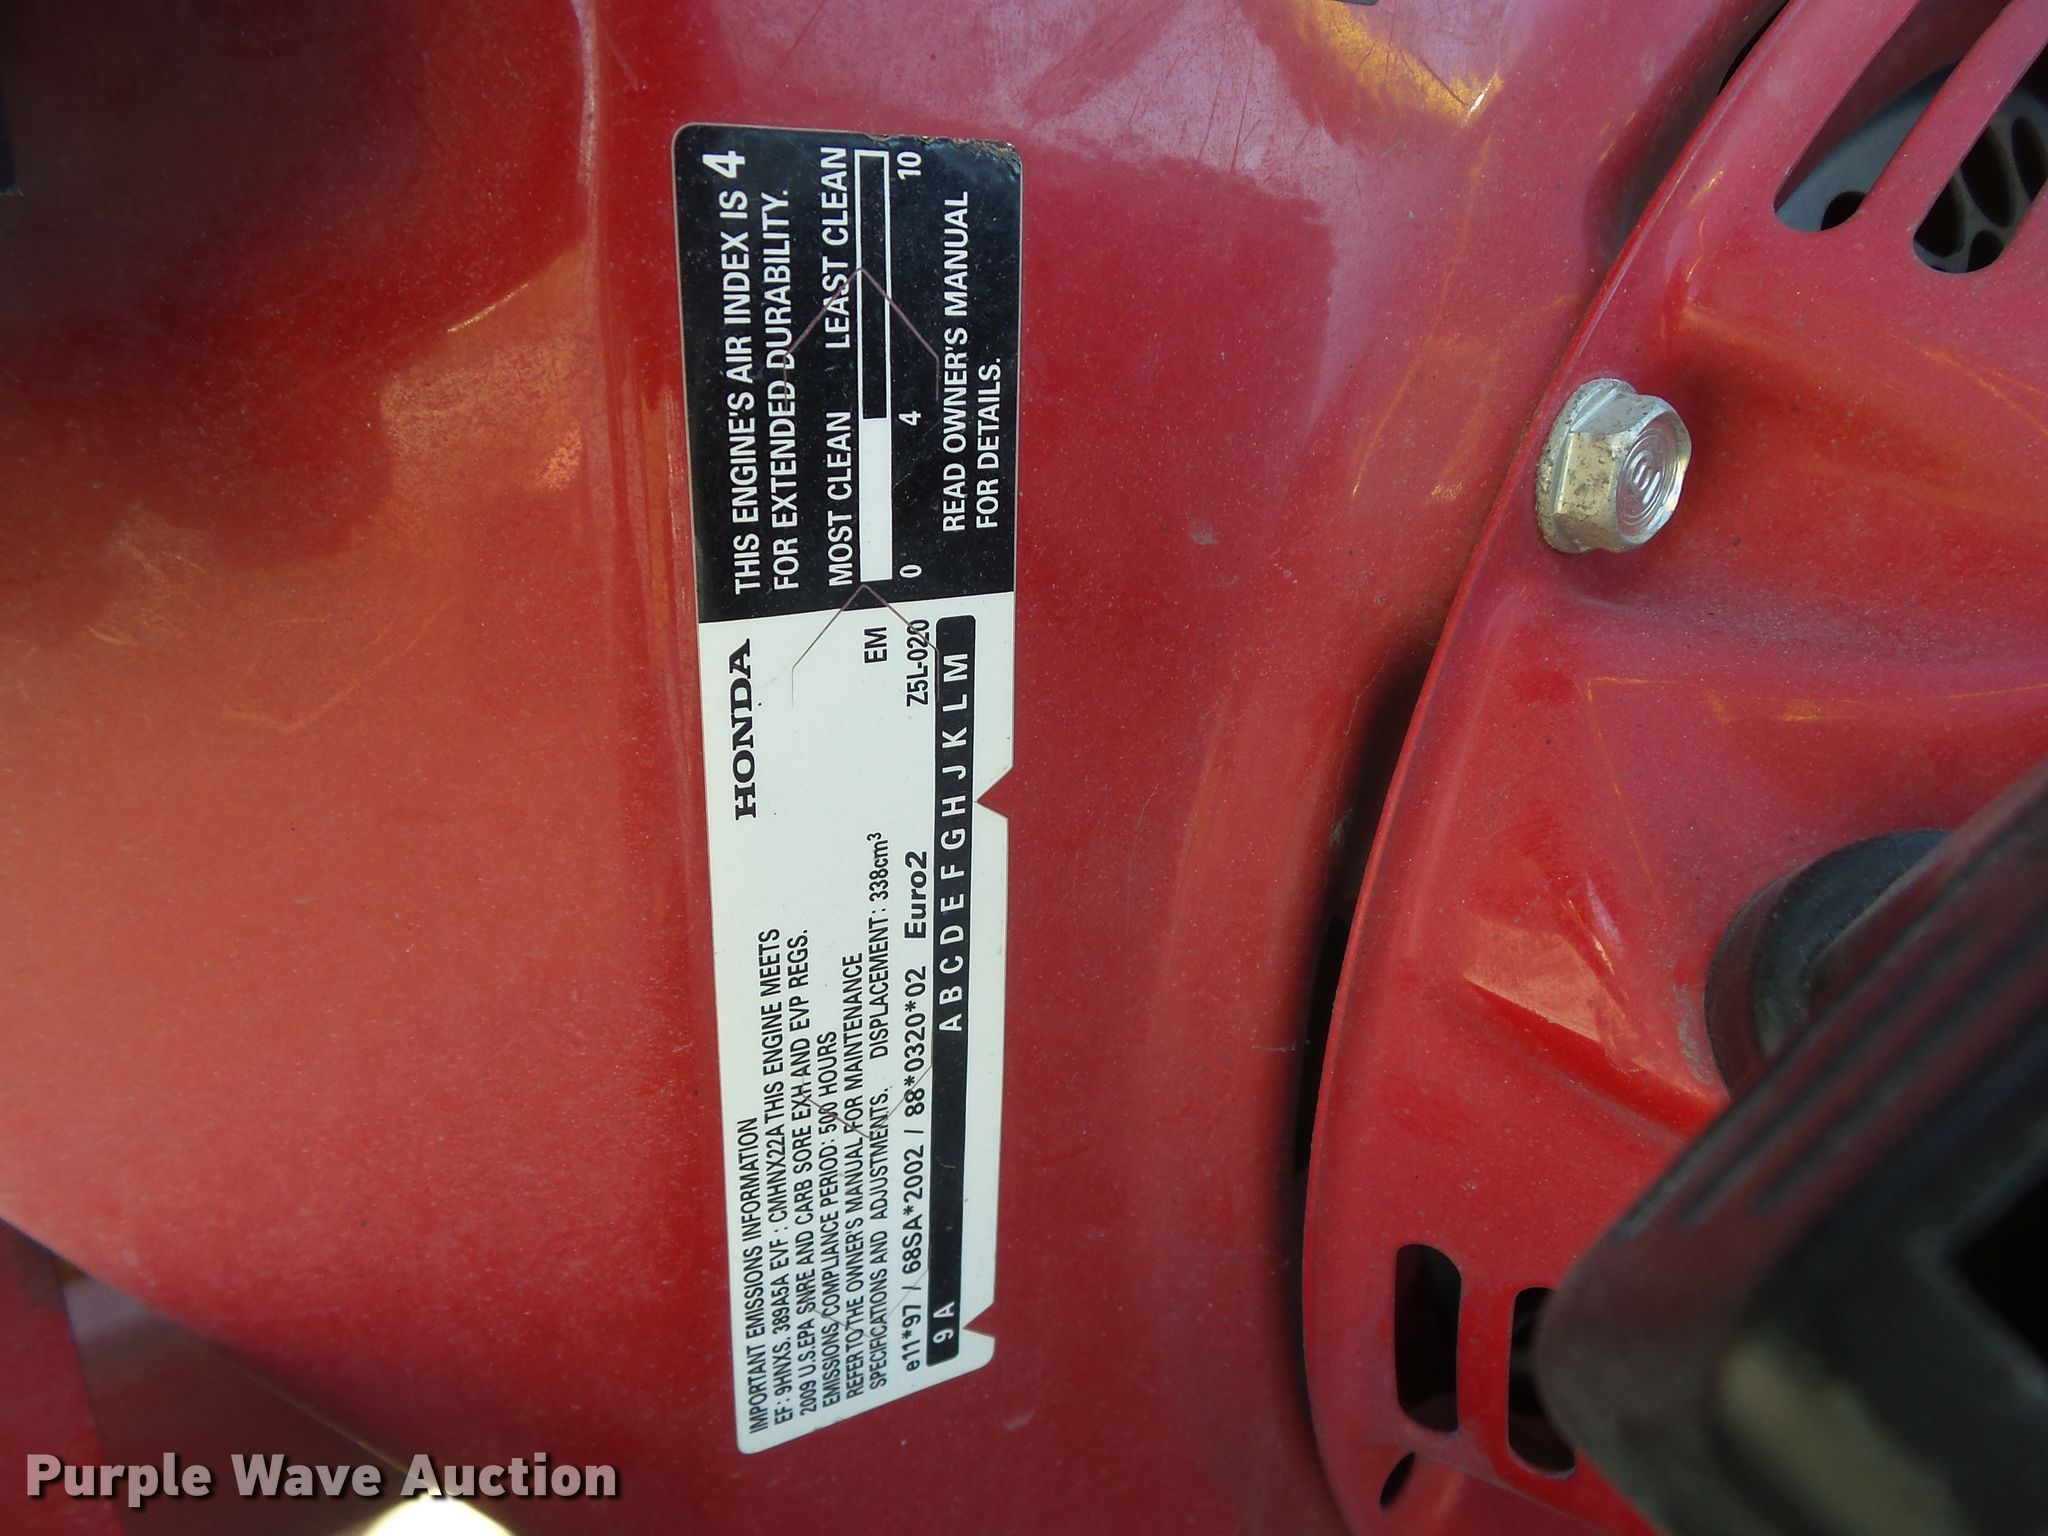 IMPORTANT EMISSIONS INFORMATION
EF: 9HNXS. 389A5A EVF : CMHNX22A THIS ENGINE MEETS
2009 U.S.EPA SNRE AND CARB SORE EXH AND EVP REGS.
EMISSIONS COMPLIANCE PERIOD: 500 HOURS
REFER TO THE OWNER'S MANUAL FOR MAINTENANCE
SPECIFICATIONS AND ADJUSTMENTS. DISPLACEMENT: 338cm³
e11*97 / 68SA*2002 / 88*0320*02 Euro2
9 A A B C D E F G H J K L M
HONDA
EM
Z5L-020
THIS ENGINE'S AIR INDEX IS 4
FOR EXTENDED DURABILITY.
MOST CLEAN LEAST CLEAN
0 4 10
READ OWNER'S MANUAL
FOR DETAILS.
Purple Wave Auction